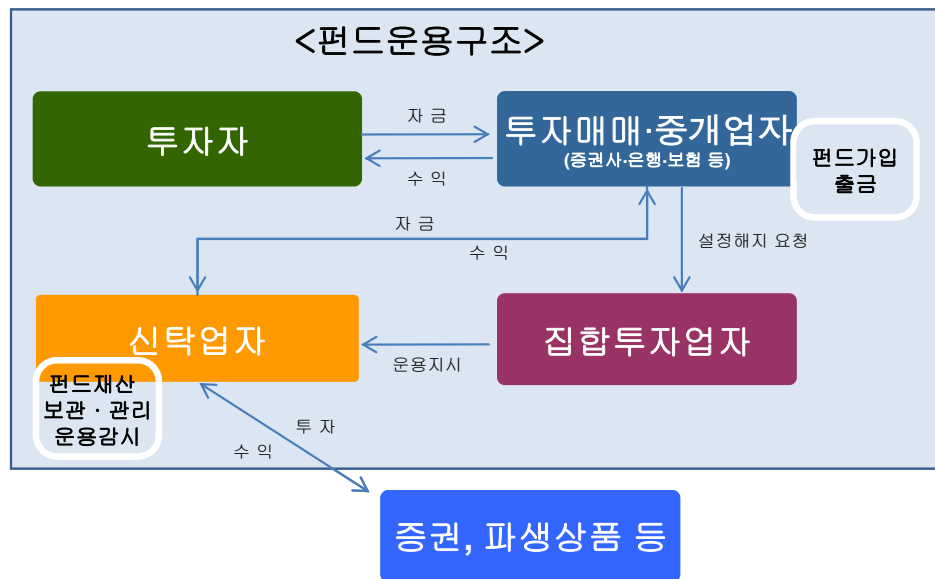 <펀드운용구조>
투자자
자 금
수 익
투자매매·중개업자
(증권사·은행·보험 등)
펀드가입
출금
자 금
수 익
설정해지 요청
신탁업자
펀드재산
보관 · 관리
운용감시
운용지시
집합투자업자
투 자
수 익
증권, 파생상품 등